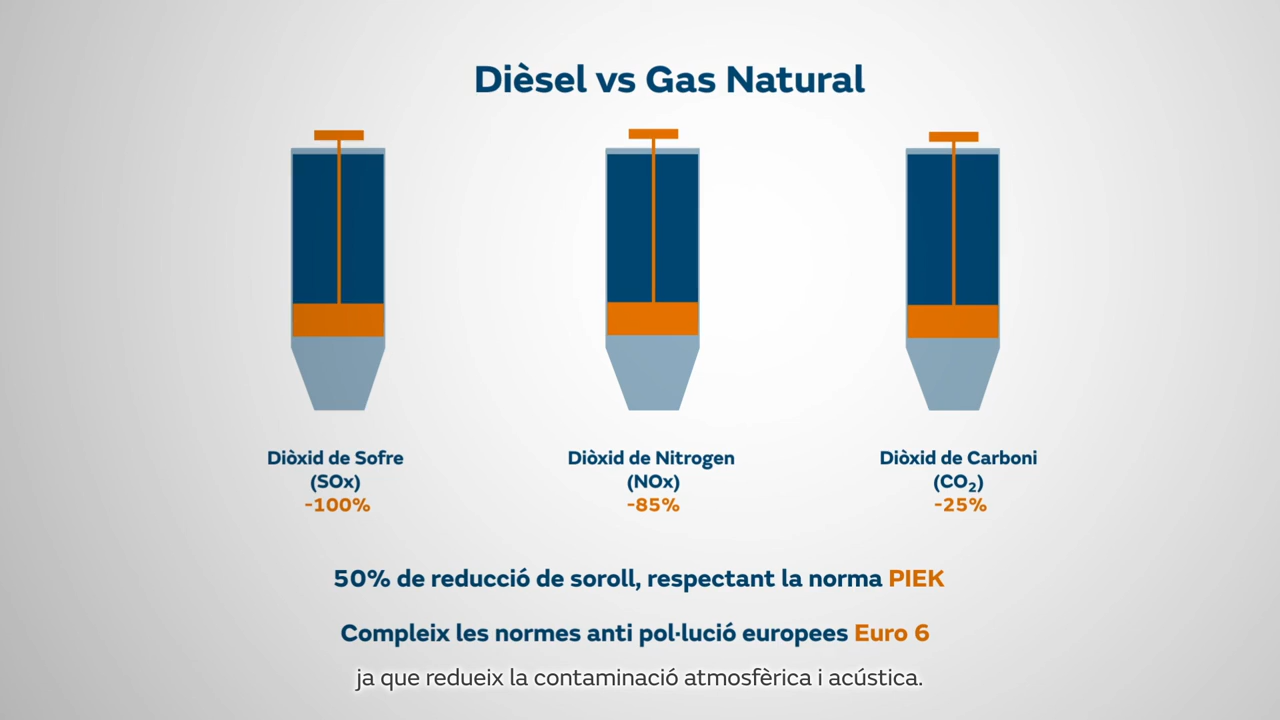 Dièsel vs Gas Natural
Diòxid de Sofre
(SOx)
-100%
Diòxid de Nitrogen
(NOx)
-85%
Diòxid de Carboni
(CO₂)
-25%
50% de reducció de soroll, respectant la norma PIEK
Compleix les normes anti pol·lució europees Euro 6
ja que redueix la contaminació atmosfèrica i acústica.